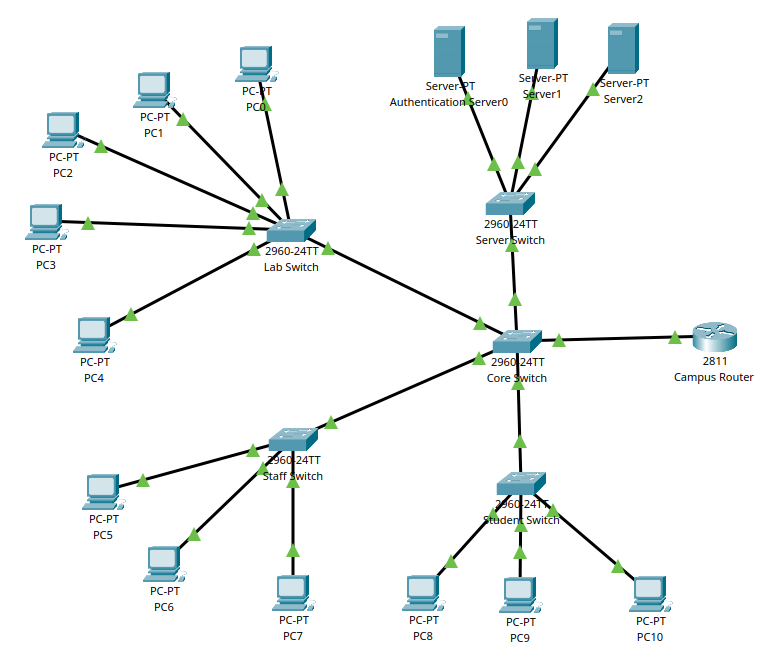 Server-PT
Authentication Server0
Server-PT
Server1
Server-PT
Server2
PC-PT
PC0
PC-PT
PC1
PC-PT
PC2
PC-PT
PC3
PC-PT
PC4
2960-24TT
Lab Switch
2960-24TT
Server Switch
2960-24TT
Core Switch
2811
Campus Router
2960-24TT
Staff Switch
2960-24TT
Student Switch
PC-PT
PC5
PC-PT
PC6
PC-PT
PC7
PC-PT
PC8
PC-PT
PC9
PC-PT
PC10